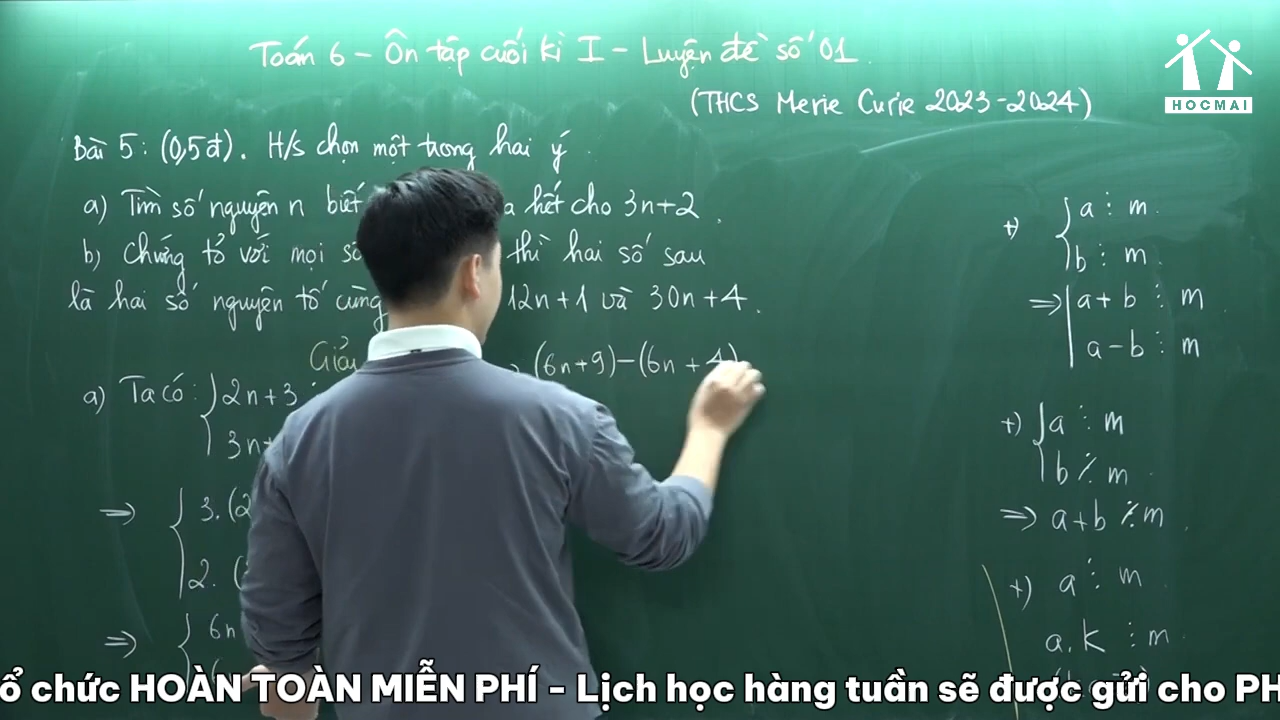 Toán 6 - Ôn tập cuối kì I - Luyện đề số 01
(THCS Merie Curie 2023-2024)
HOCMAI
Bài 5: (0,5đ). H/s chọn một trong hai ý
a) Tìm số nguyên n biết hết cho 3n+2
b) Chứng tỏ với mọi thì hai số sau
là hai số nguyên tố cùng 12n+1 và 30n+4.
Giải
(6n+9)-(6n+4)
a) Ta có: { 2n+3
3n+
=> { 3.(2
2. (
=> { 6n
+) { a ⋮ m
b ⋮ m
=> | a+b ⋮ m
a-b ⋮ m
+) { a ⋮ m
b ⋮̸ m
=> a+b ⋮̸ m
+) a ⋮ m
a.k ⋮ m
ổ chức HOÀN TOÀN MIỄN PHÍ - Lịch học hàng tuần sẽ được gửi cho PH